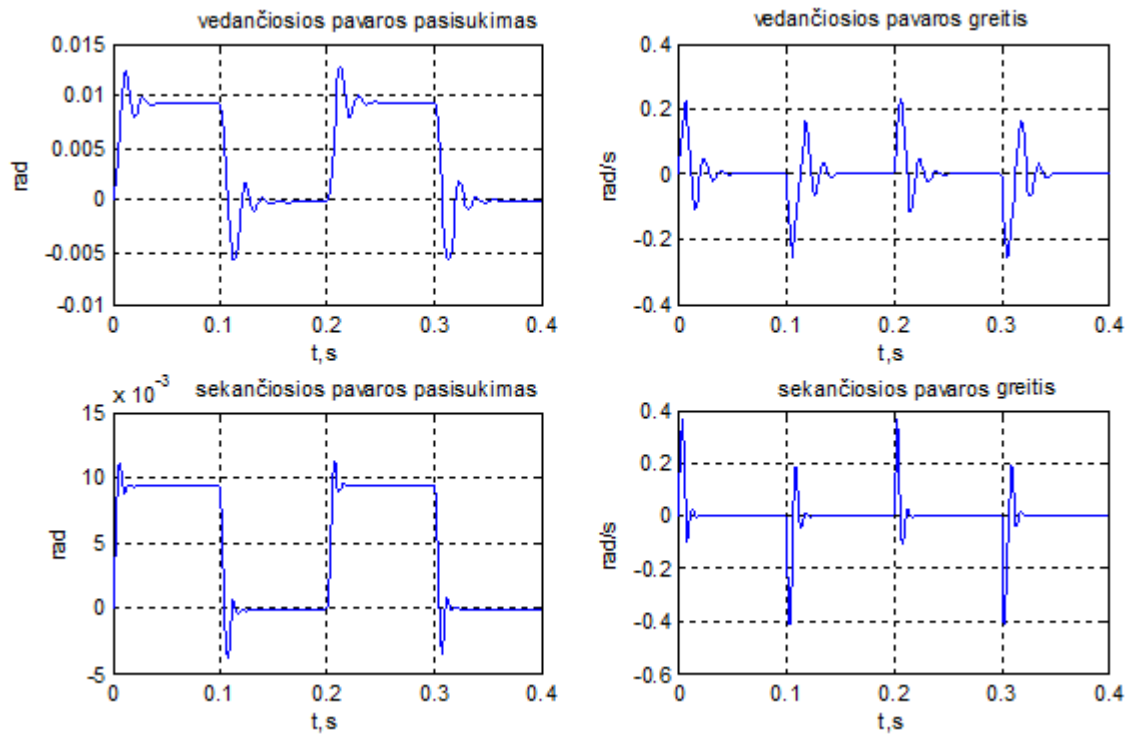 vedančiosios pavaros pasisukimas
0.015
0.01
0.005
0
-0.005
-0.01
rad
0 0.1 0.2 0.3 0.4
t,s
vedančiosios pavaros greitis
0.4
0.2
0
-0.2
-0.4
rad/s
0 0.1 0.2 0.3 0.4
t,s
x 10⁻³
sekančiosios pavaros pasisukimas
15
10
5
0
-5
rad
0 0.1 0.2 0.3 0.4
t,s
sekančiosios pavaros greitis
0.4
0.2
0
-0.2
-0.4
-0.6
rad/s
0 0.1 0.2 0.3 0.4
t,s